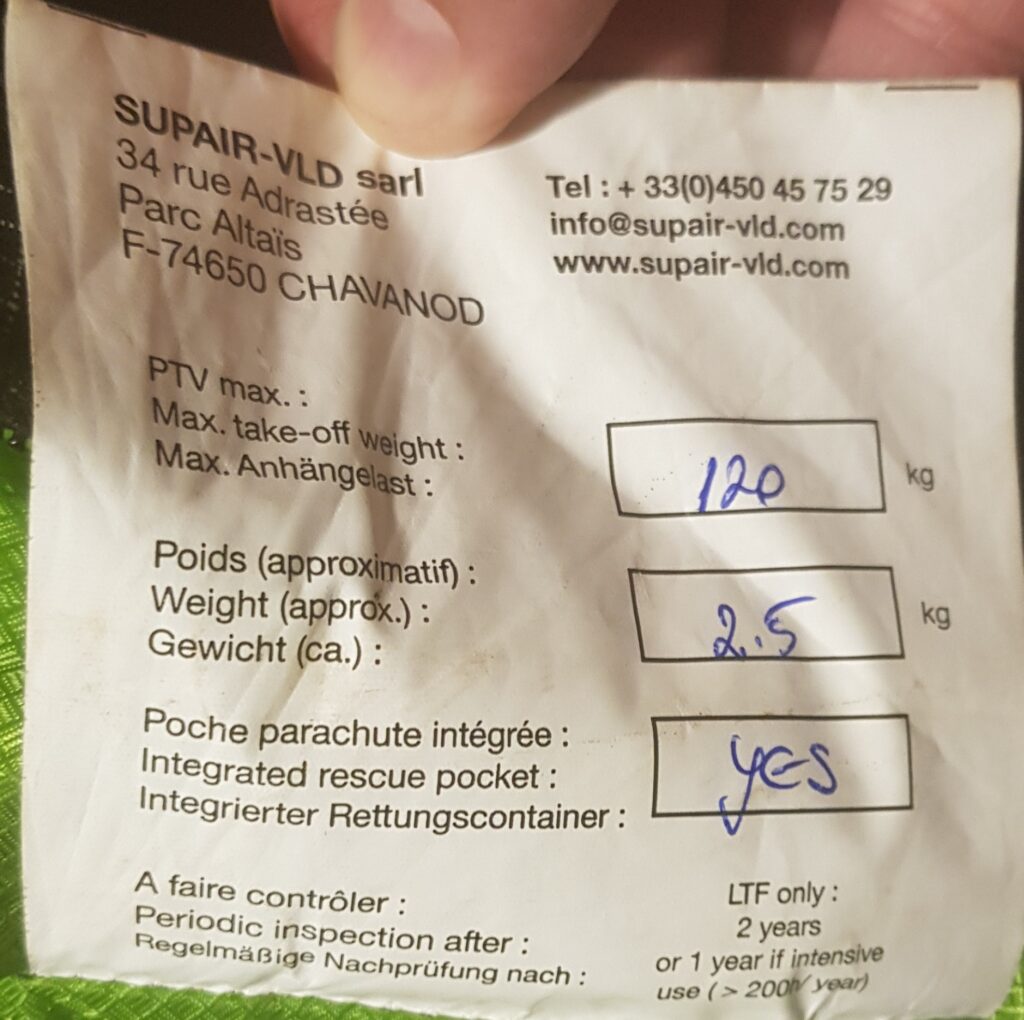 SUPAIR-VLD sarl
34 rue Adrastée
Parc Altaïs
F-74650 CHAVANOD
Tel : + 33(0)450 45 75 29
info@supair-vld.com
www.supair-vld.com
PTV max. :
Max. take-off weight :
Max. Anhängelast :
120 kg
Poids (approximatif) :
Weight (approx.) :
Gewicht (ca.) :
2.5 kg
Poche parachute intégrée :
Integrated rescue pocket :
Integrierter Rettungscontainer :
YES
A faire contrôler :
Periodic inspection after :
Regelmäßige Nachprüfung nach :
LTF only :
2 years
or 1 year if intensive
use ( > 200h/ year)